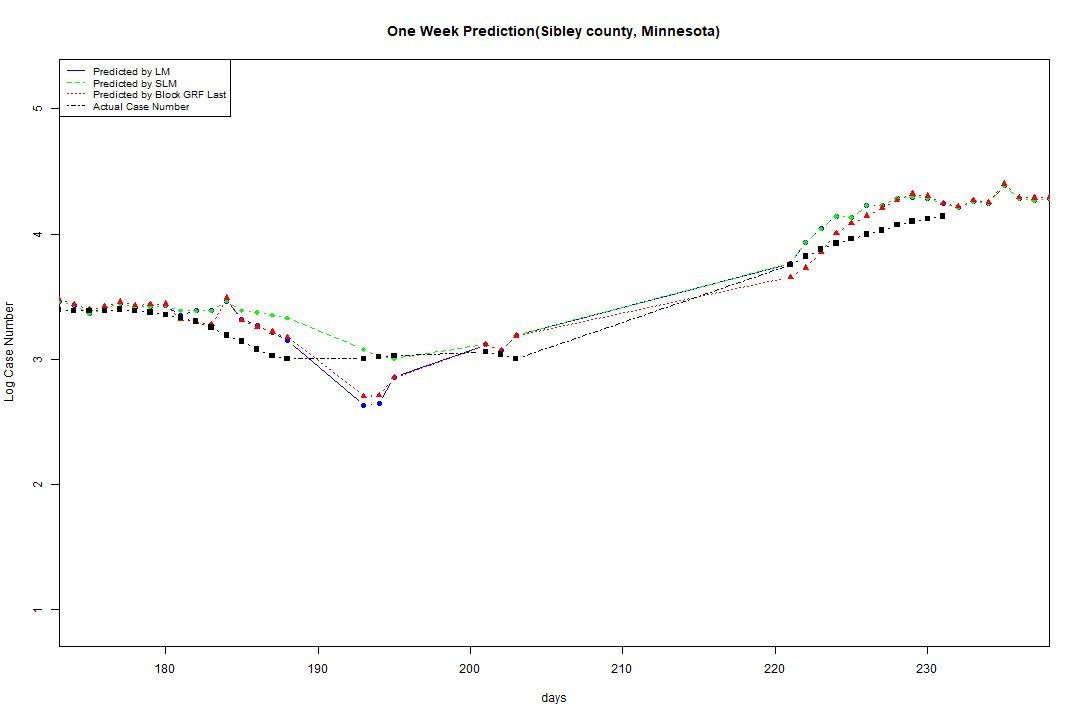 One Week Prediction(Sibley county, Minnesota)
Predicted by LM
Predicted by SLM
Predicted by Block GRF Last
Actual Case Number
5
4
3
2
1
Log Case Number
180 190 200 210 220 230
days